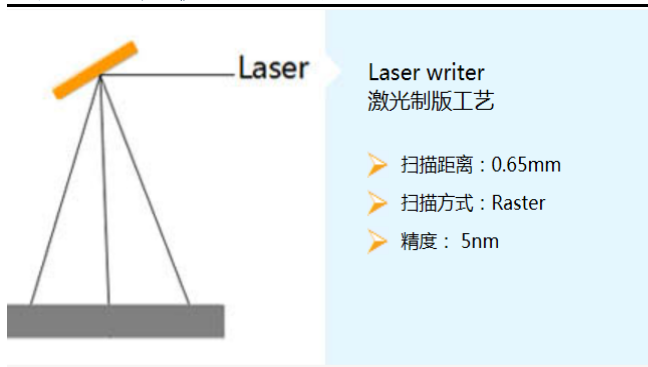 Laser
Laser writer
激光制版工艺
扫描距离：0.65mm
扫描方式：Raster
精度： 5nm